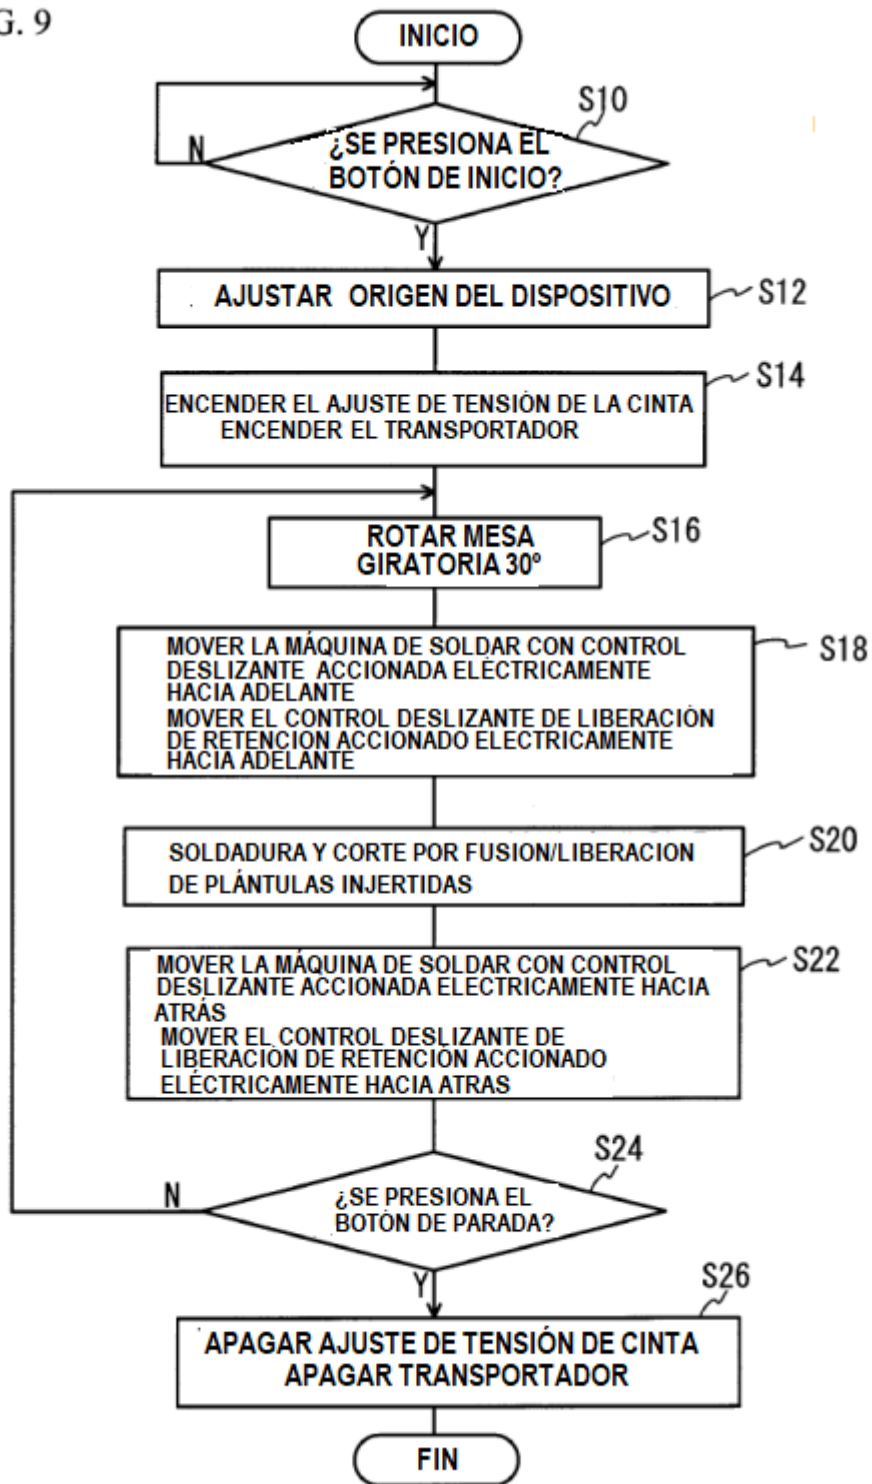 G. 9
INICIO
S10
¿SE PRESIONA EL
BOTÓN DE INICIO?
N
Y
AJUSTAR ORIGEN DEL DISPOSITIVO
S12
S14
ENCENDER EL AJUSTE DE TENSIÓN DE LA CINTA
ENCENDER EL TRANSPORTADOR
ROTAR MESA
GIRATORIA 30º
S16
MOVER LA MÁQUINA DE SOLDAR CON CONTROL
DESLIZANTE ACCIONADA ELÉCTRICAMENTE
HACIA ADELANTE
MOVER EL CONTROL DESLIZANTE DE LIBERACIÓN
DE RETENCION ACCIONADO ELECTRICAMENTE
HACIA ADELANTE
S18
SOLDADURA Y CORTE POR FUSION/LIBERACION
DE PLÁNTULAS INJERTIDAS
S20
MOVER LA MÁQUINA DE SOLDAR CON CONTROL
DESLIZANTE ACCIONADA ELECTRICAMENTE HACIA
ATRÁS
MOVER EL CONTROL DESLIZANTE DE
LIBERACIÓN DE RETENCIÓN ACCIONADO
ELÉCTRICAMENTE HACIA ATRAS
S22
S24
N
¿SE PRESIONA EL
BOTÓN DE PARADA?
Y
S26
APAGAR AJUSTE DE TENSIÓN DE CINTA
APAGAR TRANSPORTADOR
FIN